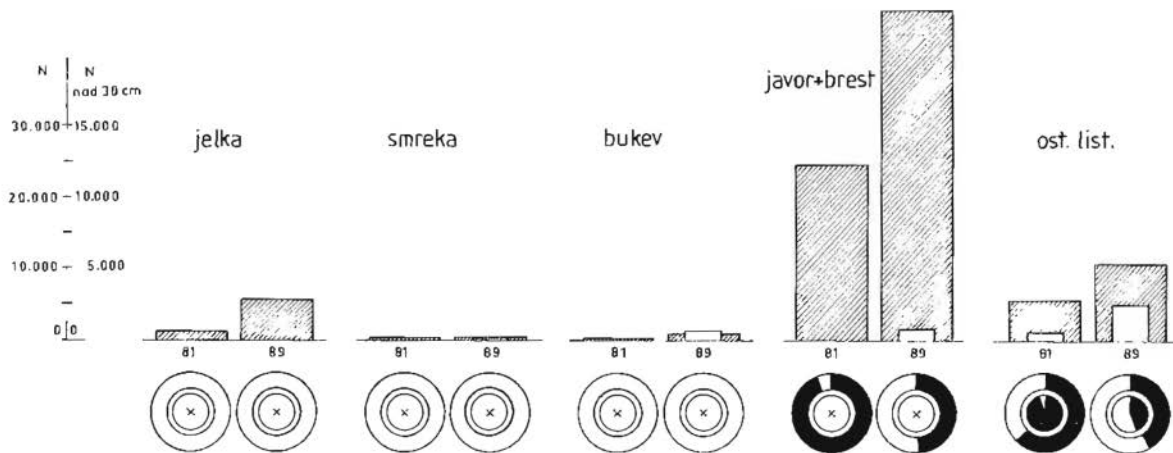 N N
nad 30 cm
30.000 15.000
20.000 10.000
10.000 5.000
0 0
jelka
81 89
smreka
81 89
bukev
81 89
javor+brest
81 89
ost. list.
81 89